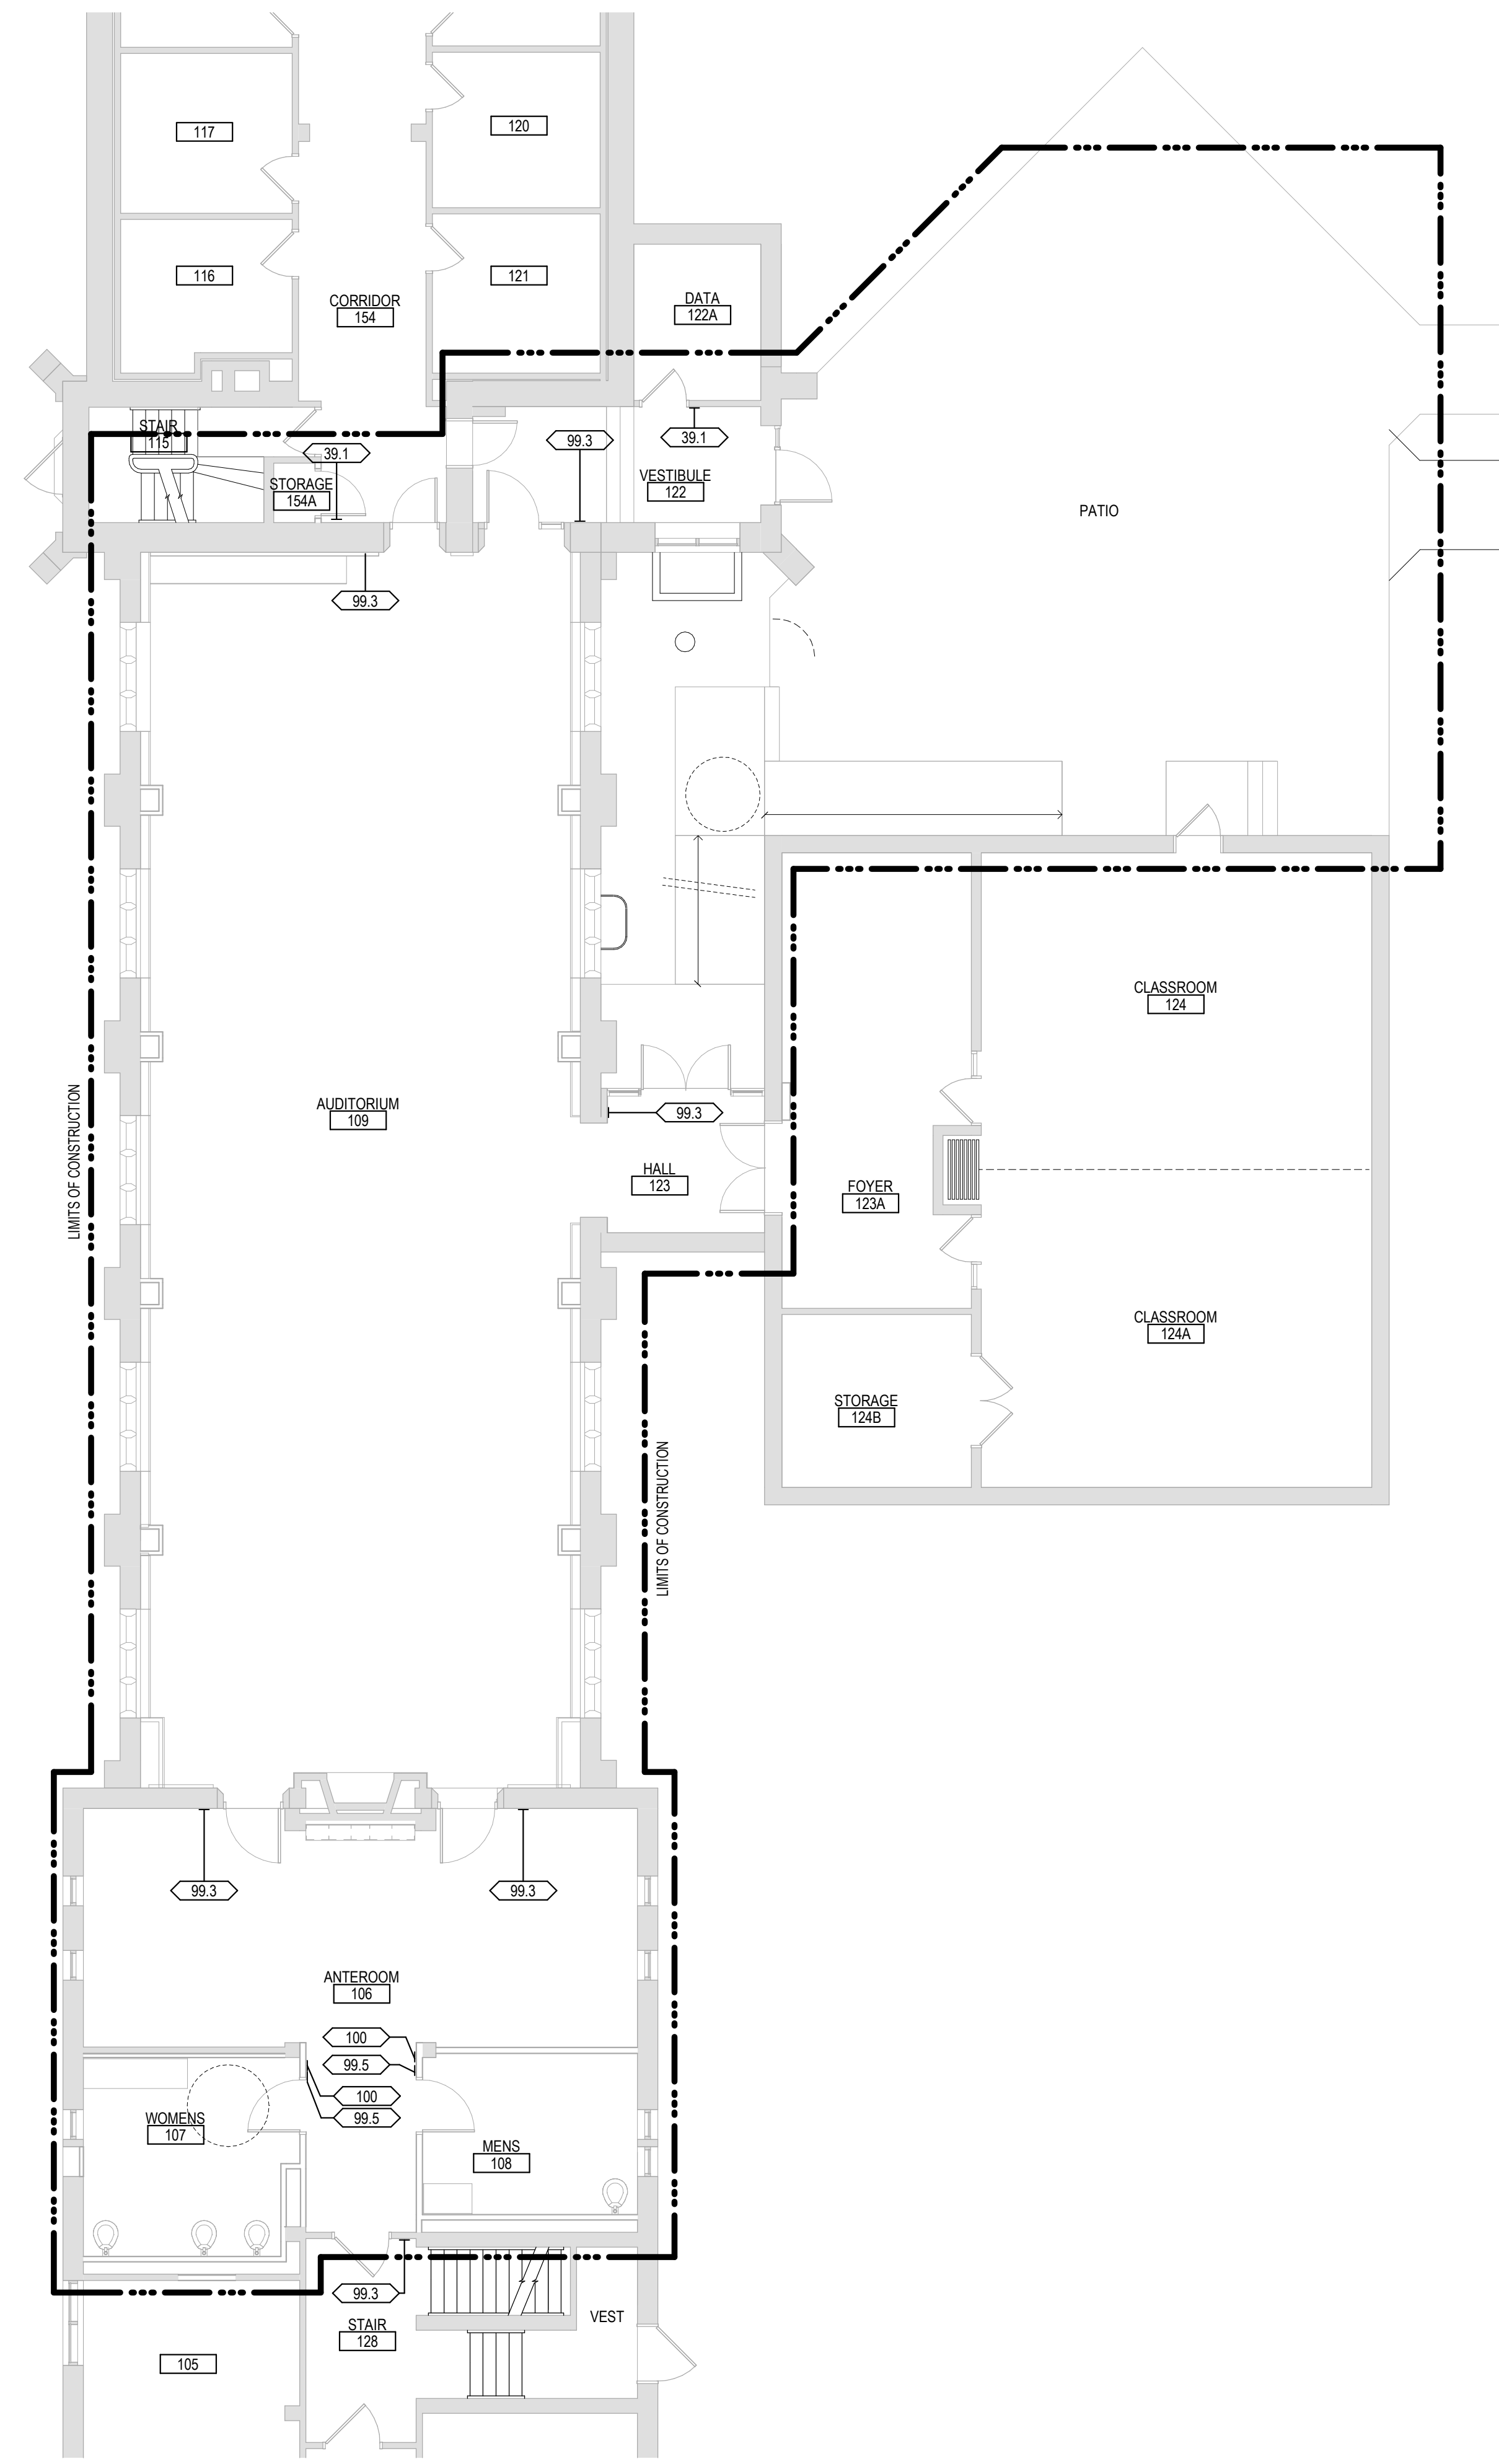 117
120
116
121
CORRIDOR
154
DATA
122A
STAIR
115
39.1
99.3
39.1
STORAGE
154A
VESTIBULE
122
PATIO
99.3
CLASSROOM
124
LIMITS OF CONSTRUCTION
AUDITORIUM
109
99.3
HALL
123
FOYER
123A
CLASSROOM
124A
STORAGE
124B
LIMITS OF CONSTRUCTION
99.3
99.3
ANTEROOM
106
100
99.5
100
99.5
WOMENS
107
MENS
108
99.3
STAIR
128
VEST
105